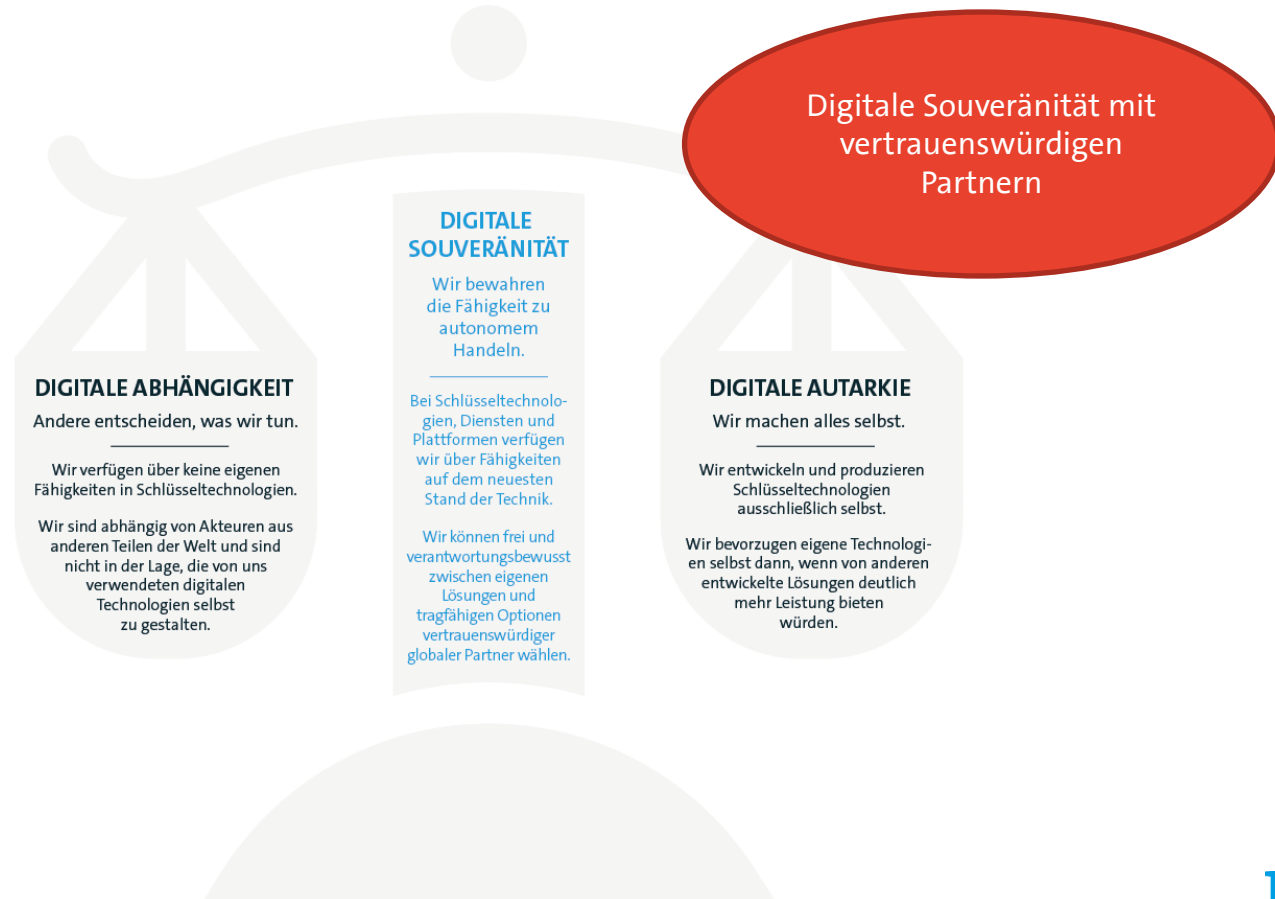 Digitale Souveränität mit
vertrauenswürdigen
Partnern
DIGITALE ABHÄNGIGKEIT
Andere entscheiden, was wir tun.
Wir verfügen über keine eigenen
Fähigkeiten in Schlüsseltechnologien.
Wir sind abhängig von Akteuren aus
anderen Teilen der Welt und sind
nicht in der Lage, die von uns
verwendeten digitalen
Technologien selbst
zu gestalten.
DIGITALE
SOUVERÄNITÄT
Wir bewahren
die Fähigkeit zu
autonomem
Handeln.
Bei Schlüsseltechnolo-
gien, Diensten und
Plattformen verfügen
wir über Fähigkeiten
auf dem neuesten
Stand der Technik.
Wir können frei und
verantwortungsbewusst
zwischen eigenen
Lösungen und
tragfähigen Optionen
vertrauenswürdiger
globaler Partner wählen.
DIGITALE AUTARKIE
Wir machen alles selbst.
Wir entwickeln und produzieren
Schlüsseltechnologien
ausschließlich selbst.
Wir bevorzugen eigene Technologi-
en selbst dann, wenn von anderen
entwickelte Lösungen deutlich
mehr Leistung bieten
würden.
1